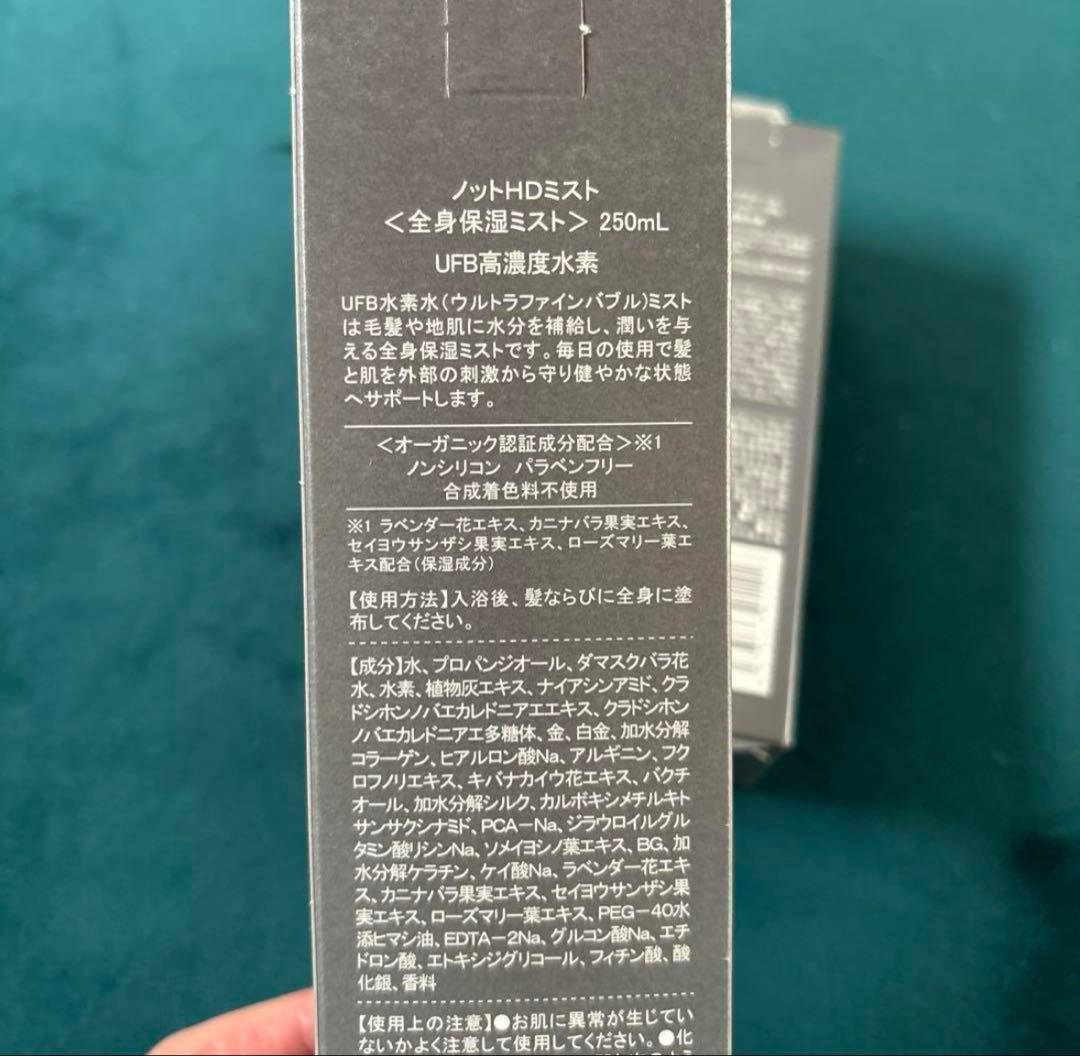 ノットHDミスト
＜全身保湿ミスト＞ 250mL
UFB高濃度水素
UFB水素水（ウルトラファインバブル）ミスト
は毛髪や地肌に水分を補給し、潤いを与
える全身保湿ミストです。毎日の使用で髪
と肌を外部の刺激から守り健やかな状態
へサポートします。
＜オーガニック認証成分配合＞※1
ノンシリコン パラベンフリー
合成着色料不使用
※1 ラベンダー花エキス、カニナバラ果実エキス、
セイヨウサンザシ果実エキス、ローズマリー葉エ
キス配合（保湿成分）
【使用方法】入浴後、髪ならびに全身に塗
布してください。
【成分】水、プロパンジオール、ダマスクバラ花
水、水素、植物灰エキス、ナイアシンアミド、クラ
ドシホンノバエカレドニアエエキス、クラドシホン
ノバエカレドニアエ多糖体、金、白金、加水分解
コラーゲン、ヒアルロン酸Na、アルギニン、フク
ロフノリエキス、キバナカイウ花エキス、バクチ
オール、加水分解シルク、カルボキシメチルキト
サンサクシナミド、PCA－Na、ジラウロイルグル
タミン酸リシンNa、ソメイヨシノ葉エキス、BG、加
水分解ケラチン、ケイ酸Na、ラベンダー花エキ
ス、カニナバラ果実エキス、セイヨウサンザシ果
実エキス、ローズマリー葉エキス、PEG－40水
添ヒマシ油、EDTA－2Na、グルコン酸Na、エチ
ドロン酸、エトキシジグリコール、フィチン酸、酸
化銀、香料
【使用上の注意】●お肌に異常が生じてい
ないかよく注意して使用してください。●化